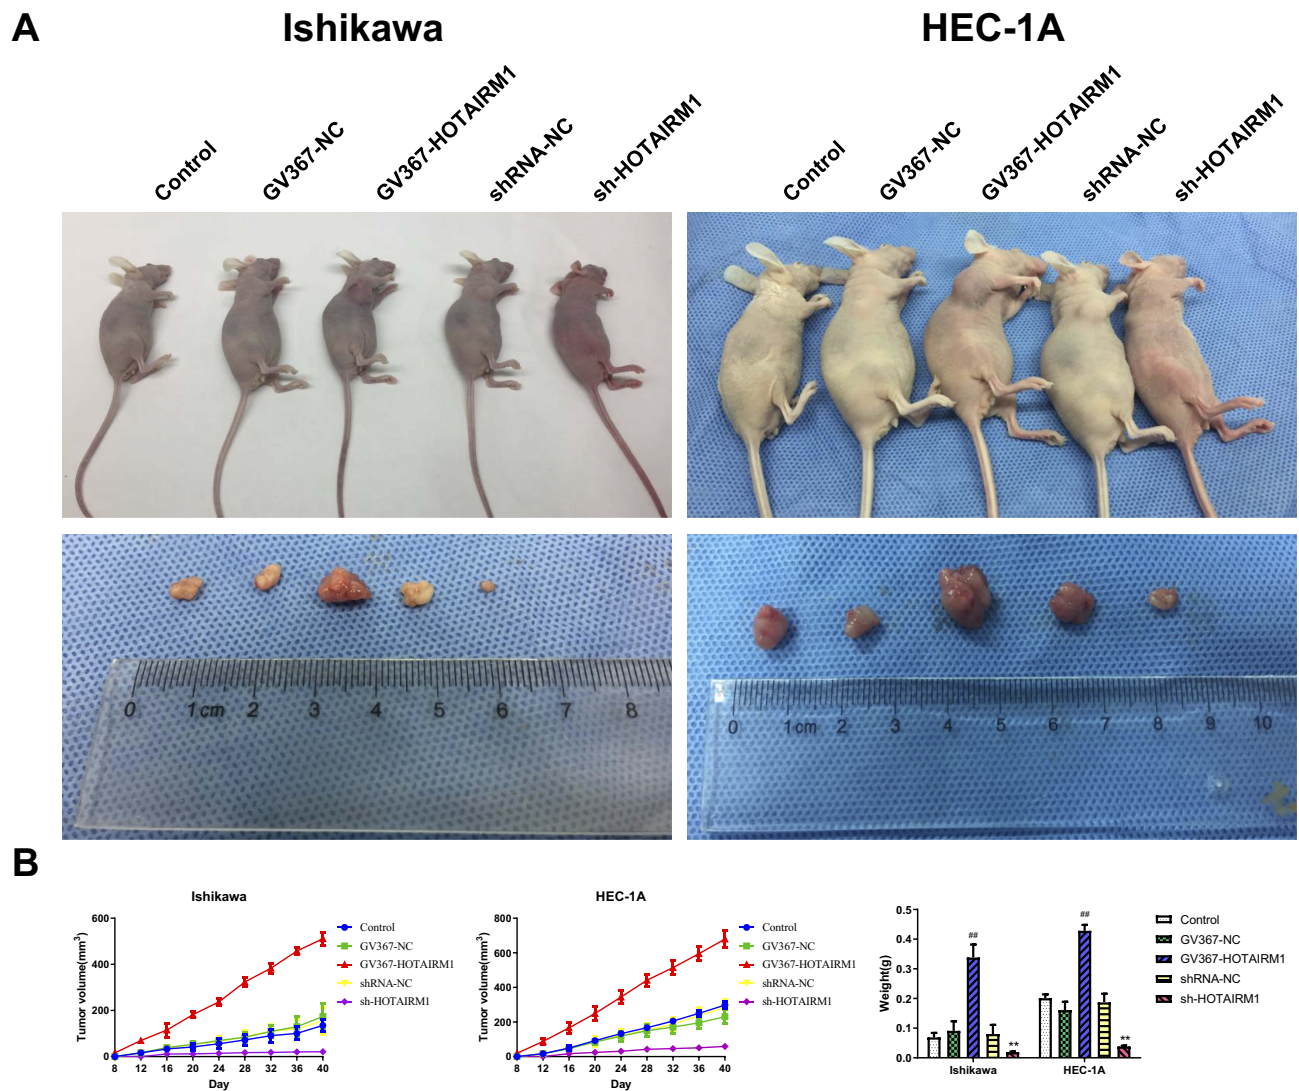 A
Ishikawa
HEC-1A
Control
GV367-NC
GV367-HOTAIRM1
shRNA-NC
sh-HOTAIRM1
Control
GV367-NC
GV367-HOTAIRM1
shRNA-NC
sh-HOTAIRM1
0 1cm 2 3 4 5 6 7 8
0 1cm 2 3 4 5 6 7 8 9 10
B
Ishikawa
Tumor volume(mm³)
600
400
200
0
8 12 16 20 24 28 32 36 40
Day
Control
GV367-NC
GV367-HOTAIRM1
shRNA-NC
sh-HOTAIRM1
HEC-1A
Tumor volume(mm³)
800
600
400
200
0
8 12 16 20 24 28 32 36 40
Day
Control
GV367-NC
GV367-HOTAIRM1
shRNA-NC
sh-HOTAIRM1
Weight(g)
0.5
0.4
0.3
0.2
0.1
0.0
## ##
** **
Ishikawa HEC-1A
Control
GV367-NC
GV367-HOTAIRM1
shRNA-NC
sh-HOTAIRM1